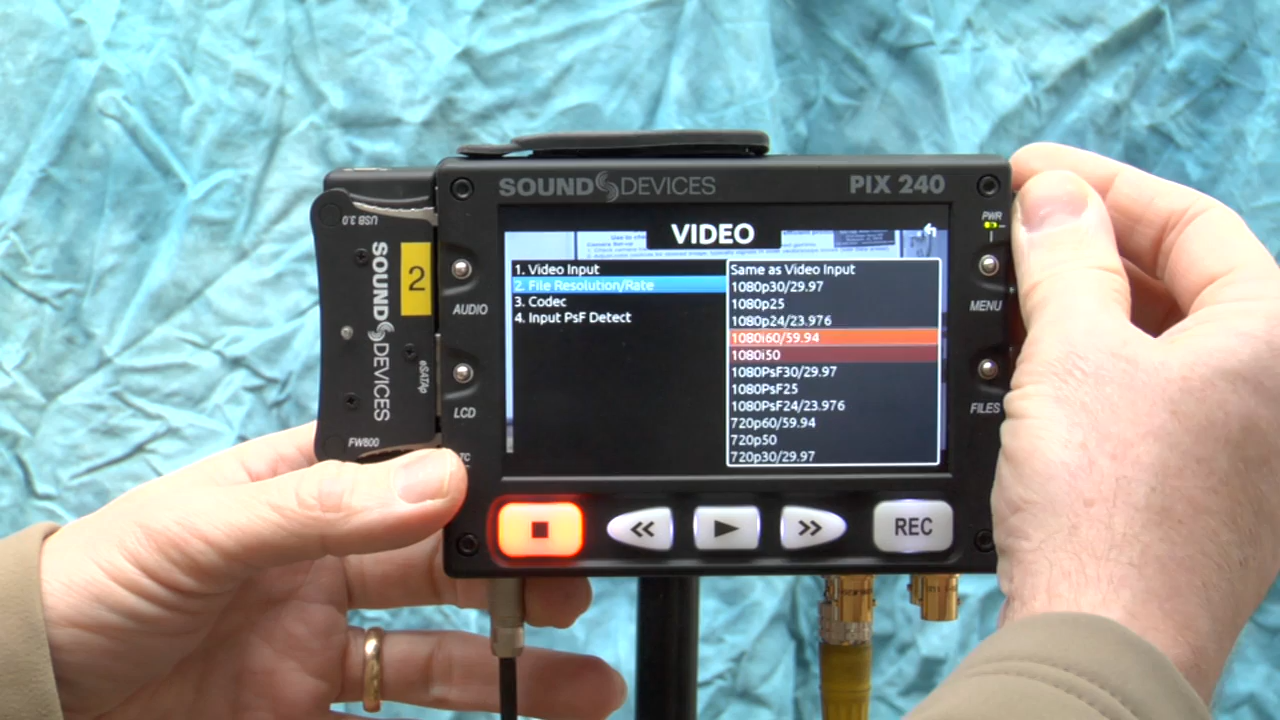 SOUND DEVICES
PIX 240
USB 3.0
SOUND DEVICES
2
eSATAp
FW800
AUDIO
LCD
TC
PWR
MENU
FILES
VIDEO
1. Video Input
2. File Resolution/Rate
3. Codec
4. Input PsF Detect
Same as Video Input
1080p30/29.97
1080p25
1080p24/23.976
1080i60/59.94
1080i50
1080PsF30/29.97
1080PsF25
1080PsF24/23.976
720p60/59.94
720p50
720p30/29.97
REC